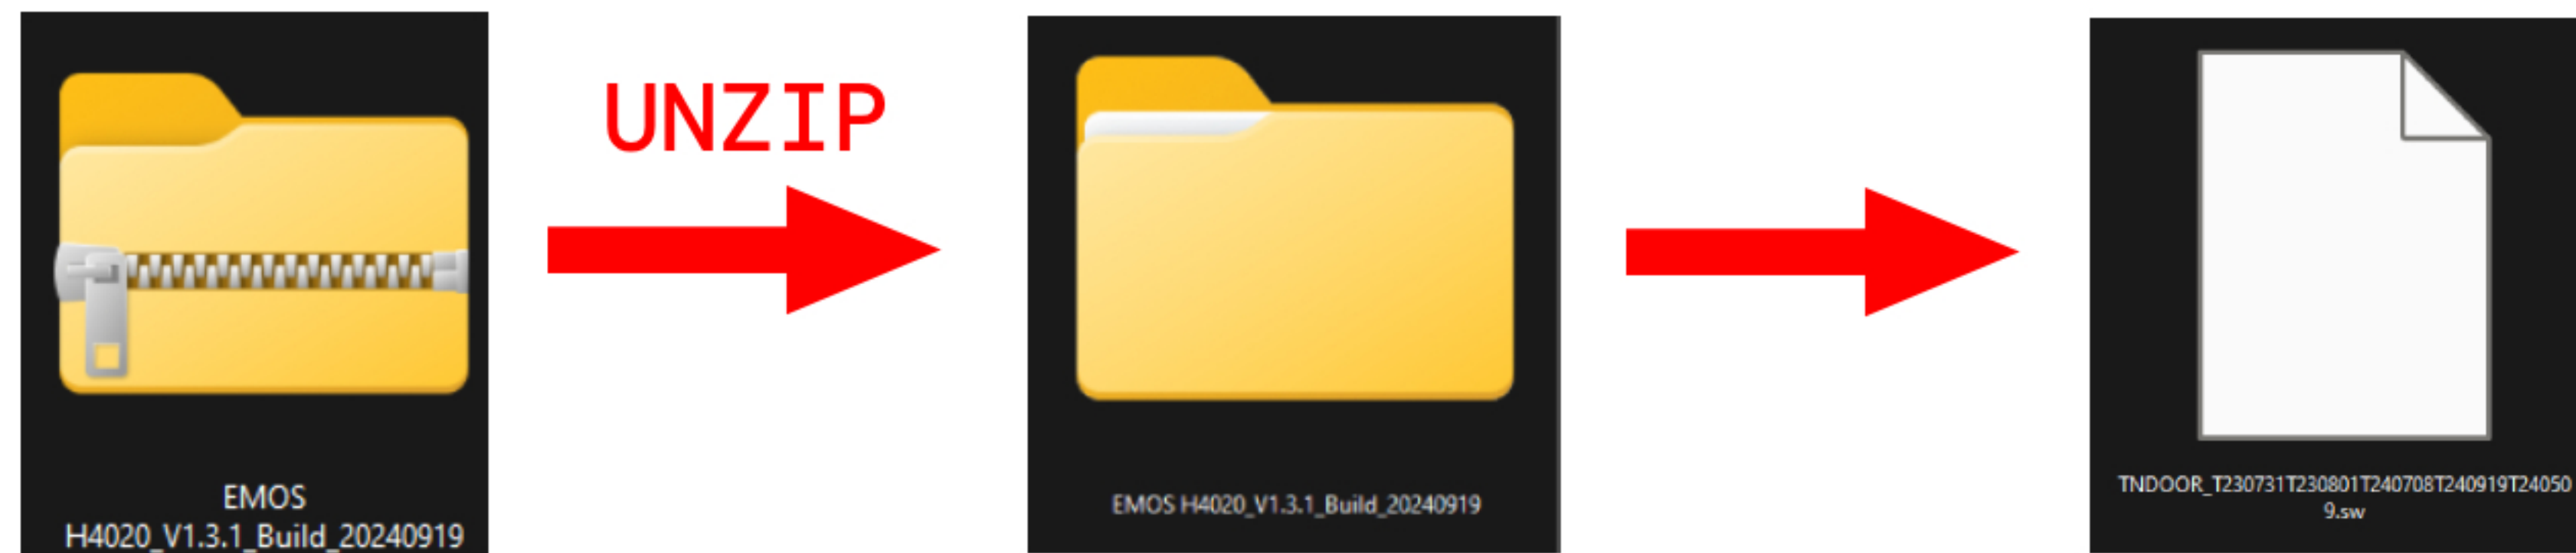 UNZIP
EMOS
H4020_V1.3.1_Build_20240919
EMOS H4020_V1.3.1_Build_20240919
TNDOOR_T230731T230801T240708T240919T24050
9.sw